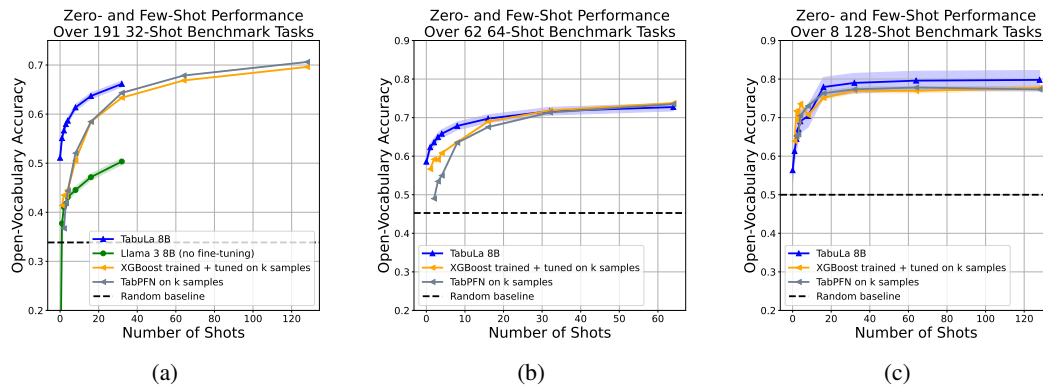 Zero- and Few-Shot Performance
Over 191 32-Shot Benchmark Tasks
Open-Vocabulary Accuracy
0.7
0.6
0.5
0.4
0.3
0.2
TabuLa 8B
Llama 3 8B (no fine-tuning)
XGBoost trained + tuned on k samples
TabPFN on k samples
Random baseline
0 20 40 60 80 100 120
Number of Shots
(a)
Zero- and Few-Shot Performance
Over 62 64-Shot Benchmark Tasks
Open-Vocabulary Accuracy
0.9
0.8
0.7
0.6
0.5
0.4
0.3
0.2
TabuLa 8B
XGBoost trained + tuned on k samples
TabPFN on k samples
Random baseline
0 10 20 30 40 50 60
Number of Shots
(b)
Zero- and Few-Shot Performance
Over 8 128-Shot Benchmark Tasks
Open-Vocabulary Accuracy
0.9
0.8
0.7
0.6
0.5
0.4
0.3
0.2
TabuLa 8B
XGBoost trained + tuned on k samples
TabPFN on k samples
Random baseline
0 20 40 60 80 100 120
Number of Shots
(c)